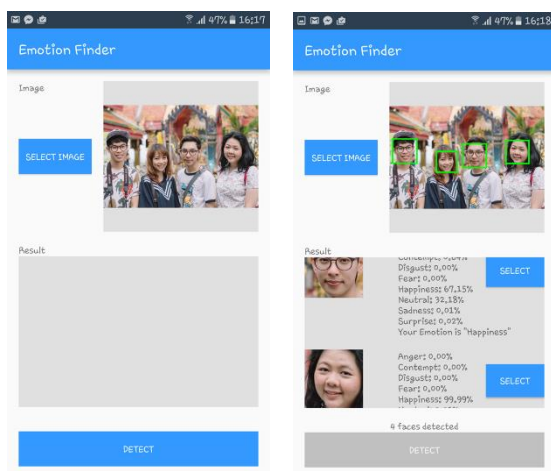 47% 16:17
Emotion Finder
Image
SELECT IMAGE
Result
DETECT
47% 16:18
Emotion Finder
Image
SELECT IMAGE
Result
Disgust: 0,00%
Fear: 0,00%
Happiness: 67,15%
Neutral: 32,18%
Sadness: 0,01%
Surprise: 0,02%
Your Emotion is "Happiness"
SELECT
Anger: 0,00%
Contempt: 0,00%
Disgust: 0,00%
Fear: 0,00%
Happiness: 99,99%
SELECT
4 faces detected
DETECT